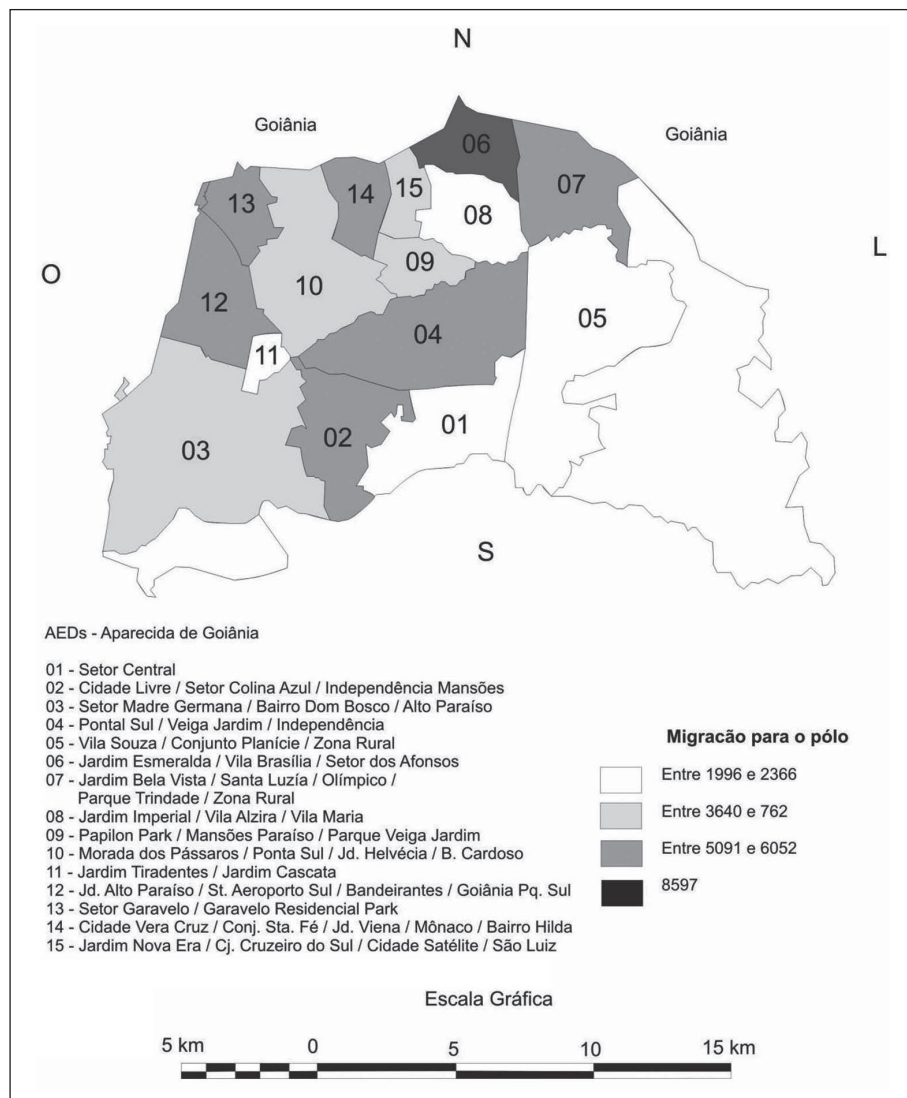 N
Goiânia
Goiânia
06
07
15
14
13
08
O
L
09
10
05
12
04
11
01
02
03
S
AEDs - Aparecida de Goiânia
01 - Setor Central
02 - Cidade Livre / Setor Colina Azul / Independência Mansões
03 - Setor Madre Germana / Bairro Dom Bosco / Alto Paraíso
04 - Pontal Sul / Veiga Jardim / Independência
05 - Vila Souza / Conjunto Planície / Zona Rural
06 - Jardim Esmeralda / Vila Brasília / Setor dos Afonsos
07 - Jardim Bela Vista / Santa Luzía / Olímpico /
Parque Trindade / Zona Rural
08 - Jardim Imperial / Vila Alzira / Vila Maria
09 - Papilon Park / Mansões Paraíso / Parque Veiga Jardim
10 - Morada dos Pássaros / Ponta Sul / Jd. Helvécia / B. Cardoso
11 - Jardim Tiradentes / Jardim Cascata
12 - Jd. Alto Paraíso / St. Aeroporto Sul / Bandeirantes / Goiânia Pq. Sul
13 - Setor Garavelo / Garavelo Residencial Park
14 - Cidade Vera Cruz / Conj. Sta. Fé / Jd. Viena / Mônaco / Bairro Hilda
15 - Jardim Nova Era / Cj. Cruzeiro do Sul / Cidade Satélite / São Luiz
Migracão para o pólo
Entre 1996 e 2366
Entre 3640 e 762
Entre 5091 e 6052
8597
Escala Gráfica
5 km 0 5 10 15 km